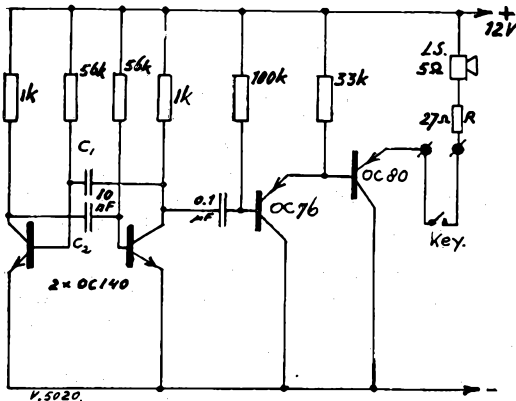 +
12V
L.S.
5Ω
1k
56k
56k
1k
100k
33k
27Ω R
C1
10
nF
C2
0.1
µF
OC76
OC80
Key.
2x OC140
-
V.5020.